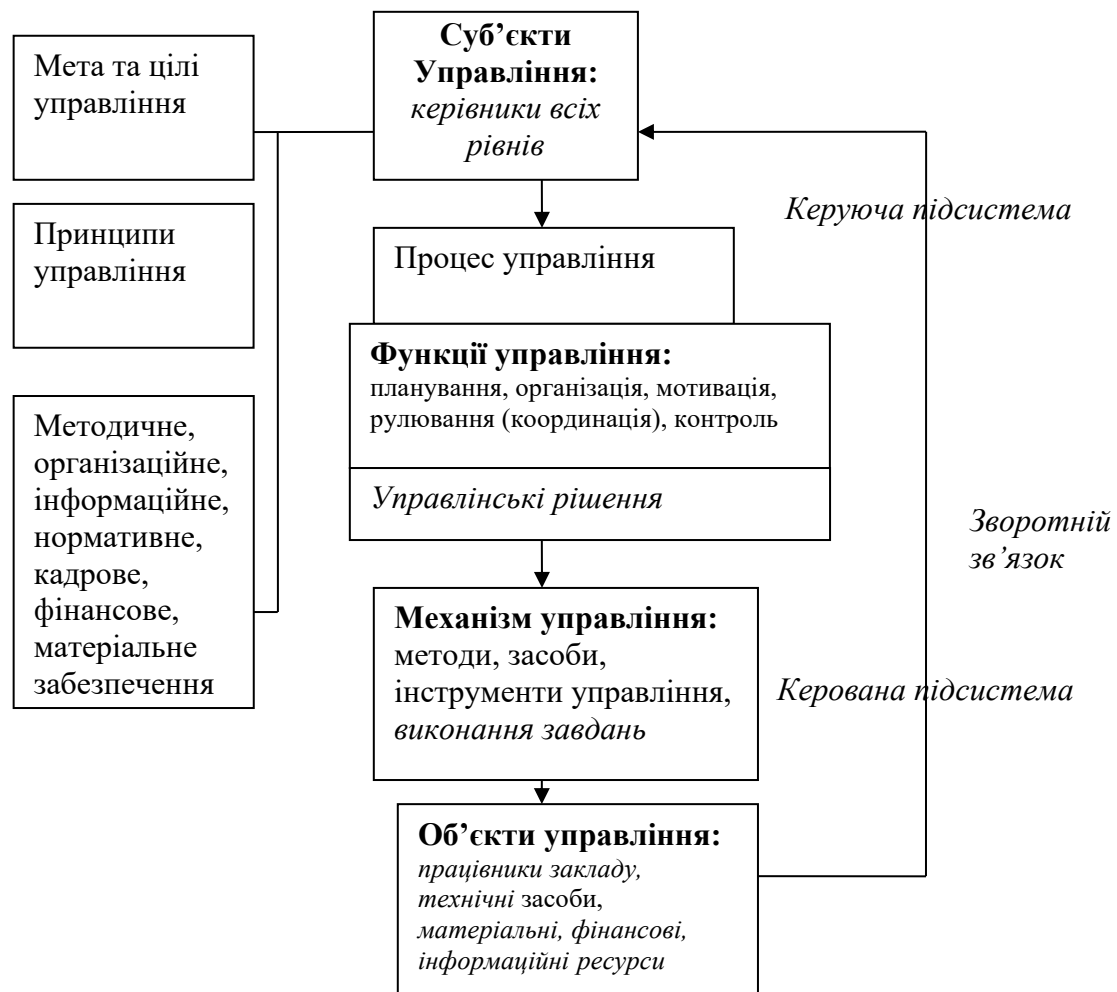 Мета та цілі
управління
Принципи
управління
Методичне,
організаційне,
інформаційне,
нормативне,
кадрове,
фінансове,
матеріальне
забезпечення
Суб’єкти
Управління:
керівники всіх
рівнів
Процес управління
Функції управління:
планування, організація, мотивація,
рулювання (координація), контроль
Управлінські рішення
Механізм управління:
методи, засоби,
інструменти управління,
виконання завдань
Об’єкти управління:
працівники закладу,
технічні засоби,
матеріальні, фінансові,
інформаційні ресурси
Керуюча підсистема
Зворотній
зв’язок
Керована підсистема